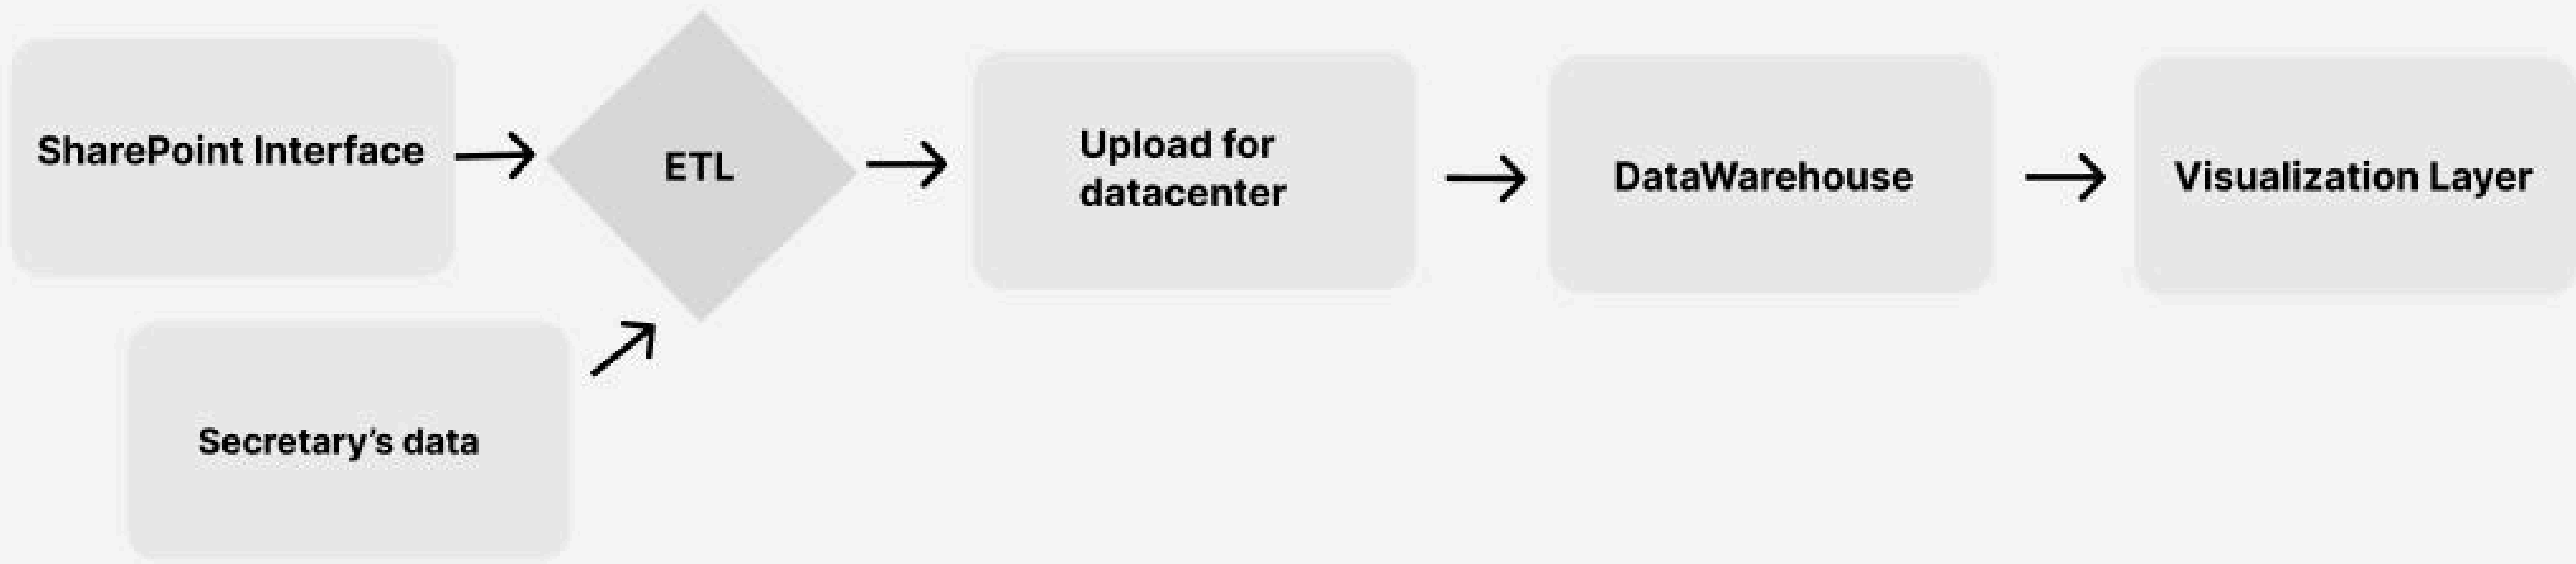 SharePoint Interface
ETL
Upload for
datacenter
DataWarehouse
Visualization Layer
Secretary’s data